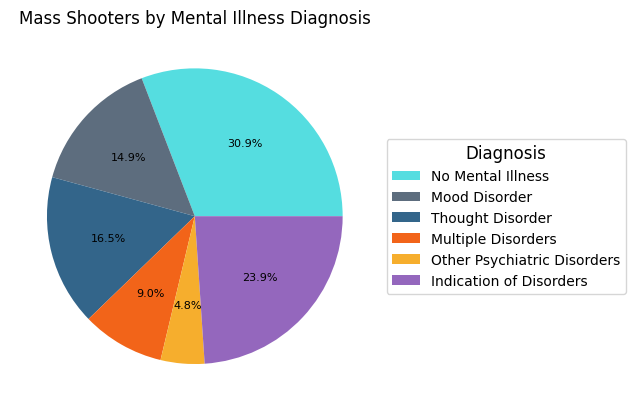 Mass Shooters by Mental Illness Diagnosis
30.9%
14.9%
16.5%
9.0%
4.8%
23.9%
Diagnosis
No Mental Illness
Mood Disorder
Thought Disorder
Multiple Disorders
Other Psychiatric Disorders
Indication of Disorders